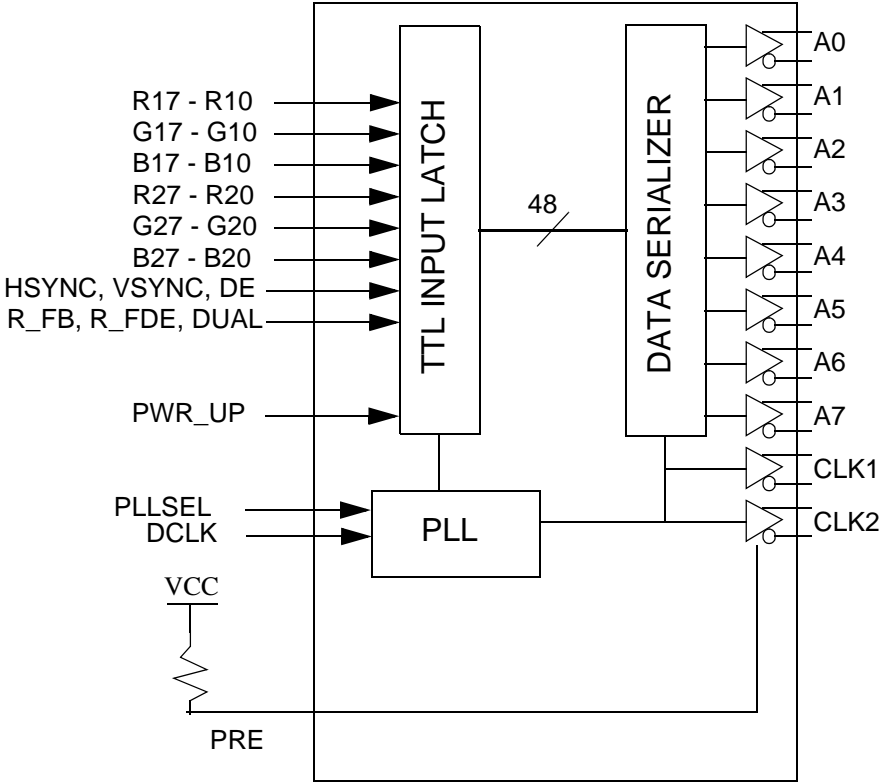 R17 - R10
G17 - G10
B17 - B10
R27 - R20
G27 - G20
B27 - B20
HSYNC, VSYNC, DE
R_FB, R_FDE, DUAL
PWR_UP
PLLSEL
DCLK
VCC
PRE
TTL INPUT LATCH
48
DATA SERIALIZER
PLL
A0
A1
A2
A3
A4
A5
A6
A7
CLK1
CLK2